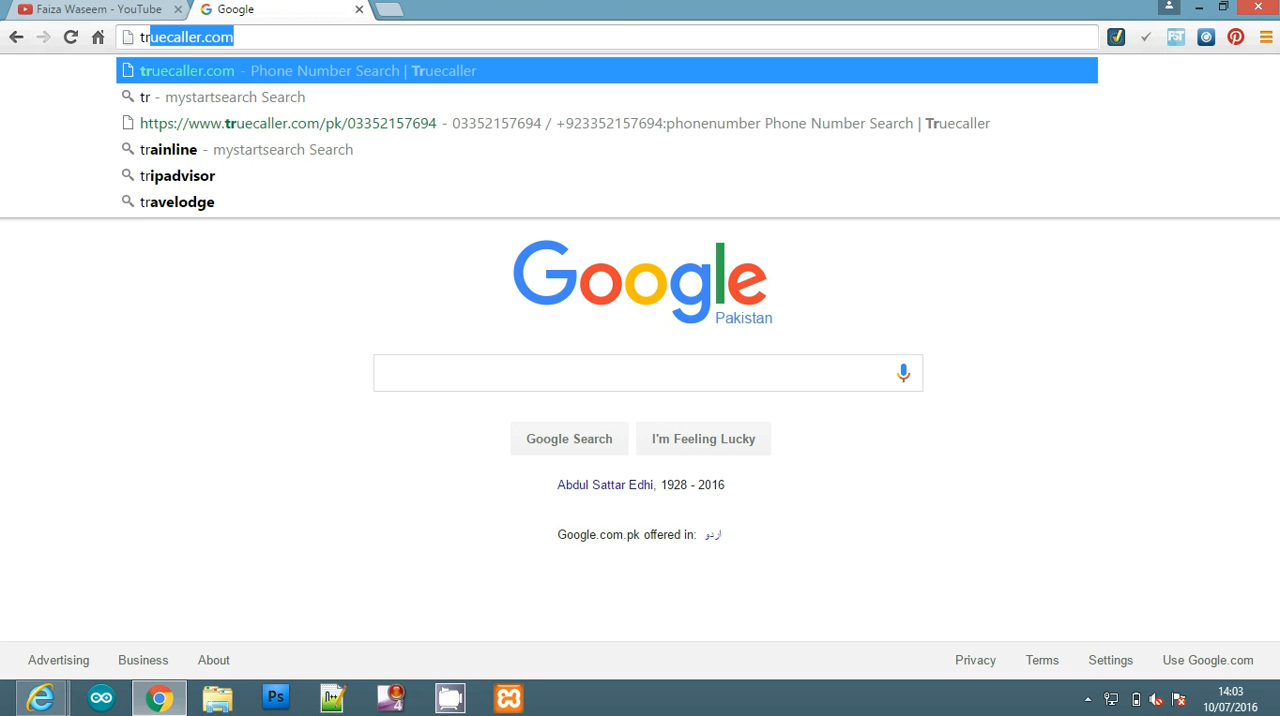 Faiza Waseem - YouTube
Google
truecaller.com
truecaller.com - Phone Number Search | Truecaller
tr - mystartsearch Search
https://www.truecaller.com/pk/03352157694 - 03352157694 / +923352157694:phonenumber Phone Number Search | Truecaller
trainline - mystartsearch Search
tripadvisor
travelodge
Google
Pakistan
Google Search
I'm Feeling Lucky
Abdul Sattar Edhi, 1928 - 2016
Google.com.pk offered in: اردو
Advertising
Business
About
Privacy
Terms
Settings
Use Google.com
Ps
4
14:03
10/07/2016